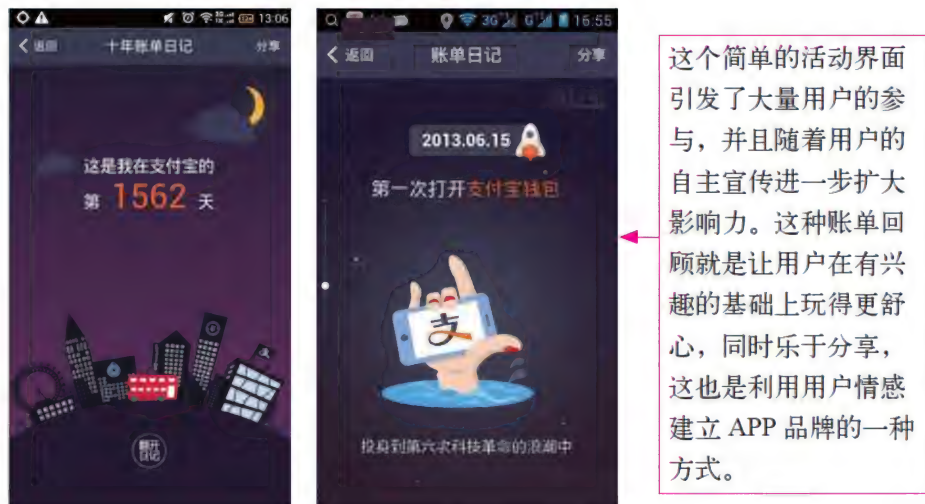 13:06
返回 十年账单日记 分享
这是我在支付宝的
第 1562 天
翻开
日记
3G G 16:55
返回 账单日记 分享
2013.06.15
第一次打开支付宝钱包
支
投身到第六次科技革命的浪潮中
这个简单的活动界面
引发了大量用户的参
与，并且随着用户的
自主宣传进一步扩大
影响力。这种账单回
顾就是让用户在有兴
趣的基础上玩得更舒
心，同时乐于分享，
这也是利用用户情感
建立 APP 品牌的一种
方式。